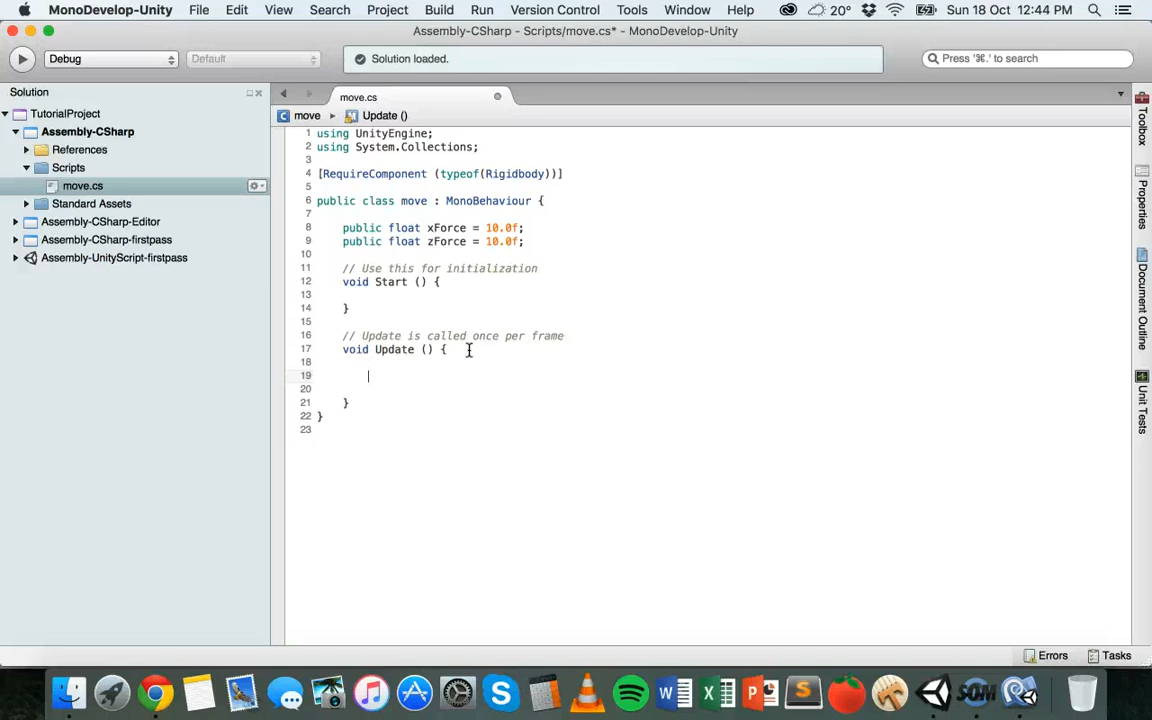 MonoDevelop-Unity File Edit View Search Project Build Run Version Control Tools Window Help 20° Sun 18 Oct 12:44 PM
Assembly-CSharp - Scripts/move.cs* - MonoDevelop-Unity
Debug Default Solution loaded. Press '⌘.' to search
Solution
move.cs
TutorialProject
move ▸ Update ()
Assembly-CSharp
References
Scripts
move.cs
Standard Assets
Assembly-CSharp-Editor
Assembly-CSharp-firstpass
Assembly-UnityScript-firstpass
1 using UnityEngine;
2 using System.Collections;
3
4 [RequireComponent (typeof(Rigidbody))]
5
6 public class move : MonoBehaviour {
7
8 public float xForce = 10.0f;
9 public float zForce = 10.0f;
10
11 // Use this for initialization
12 void Start () {
13
14 }
15
16 // Update is called once per frame
17 void Update () {
18
19
20
21 }
22 }
23
Toolbox
Properties
Document Outline
Unit Tests
Errors Tasks
S W X P S SOM